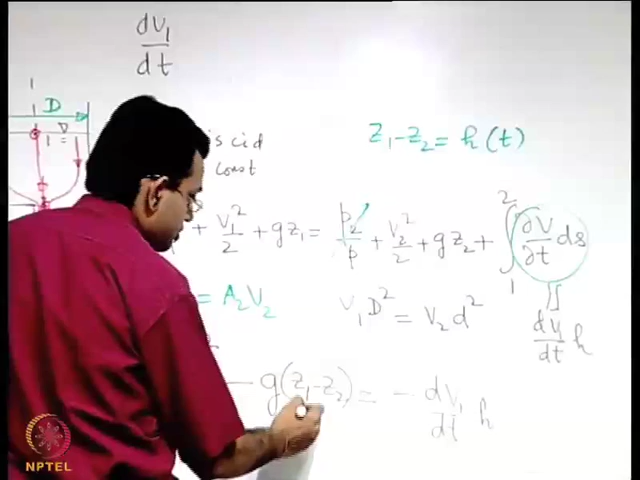 dV₁/dt
1
D
z₁-z₂ = h(t)
const
+ V₁²/2 + gz₁ = p₂/ρ + V₂²/2 + gz₂ + ∫₁² ∂V/∂t ds
= A₂V₂
V₁D² = V₂d²
dV₁/dt h
- g(z₁-z₂) = - dV₁/dt h
NPTEL